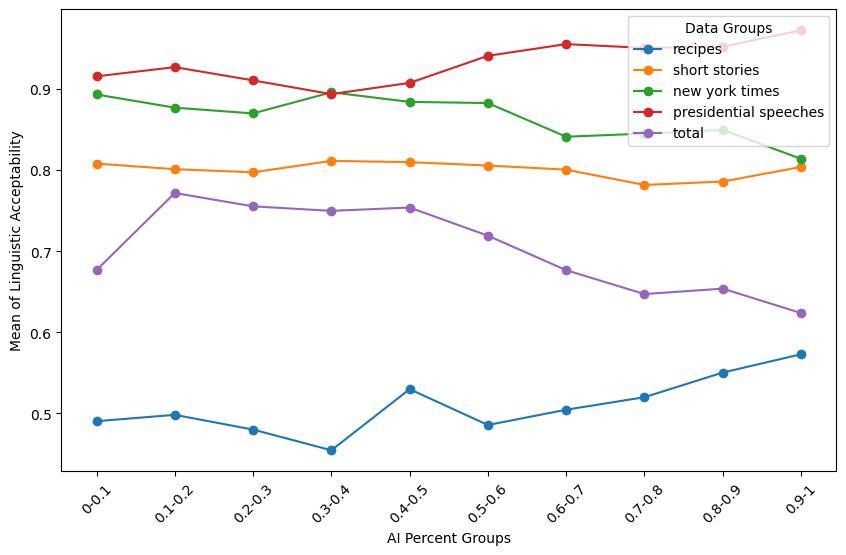 Data Groups
recipes
short stories
new york times
presidential speeches
total
Mean of Linguistic Acceptability
0.9
0.8
0.7
0.6
0.5
0-0.1
0.1-0.2
0.2-0.3
0.3-0.4
0.4-0.5
0.5-0.6
0.6-0.7
0.7-0.8
0.8-0.9
0.9-1
AI Percent Groups